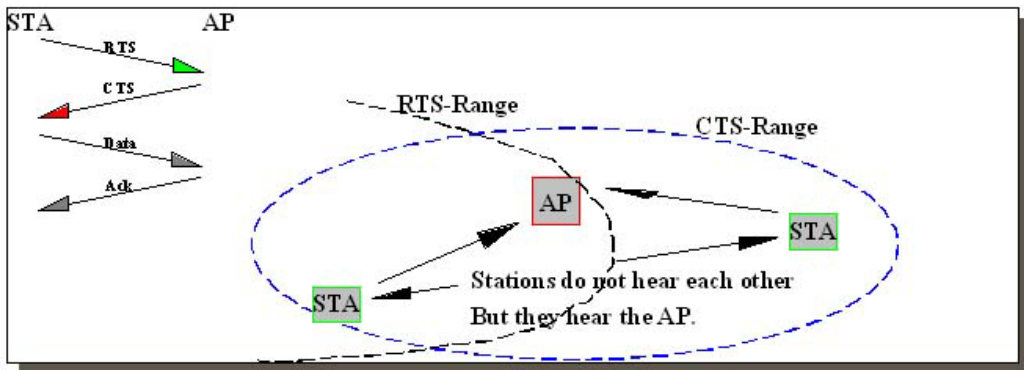 STA
AP
RTS
CTS
Data
Ack
RTS-Range
CTS-Range
AP
STA
STA
Stations do not hear each other
But they hear the AP.